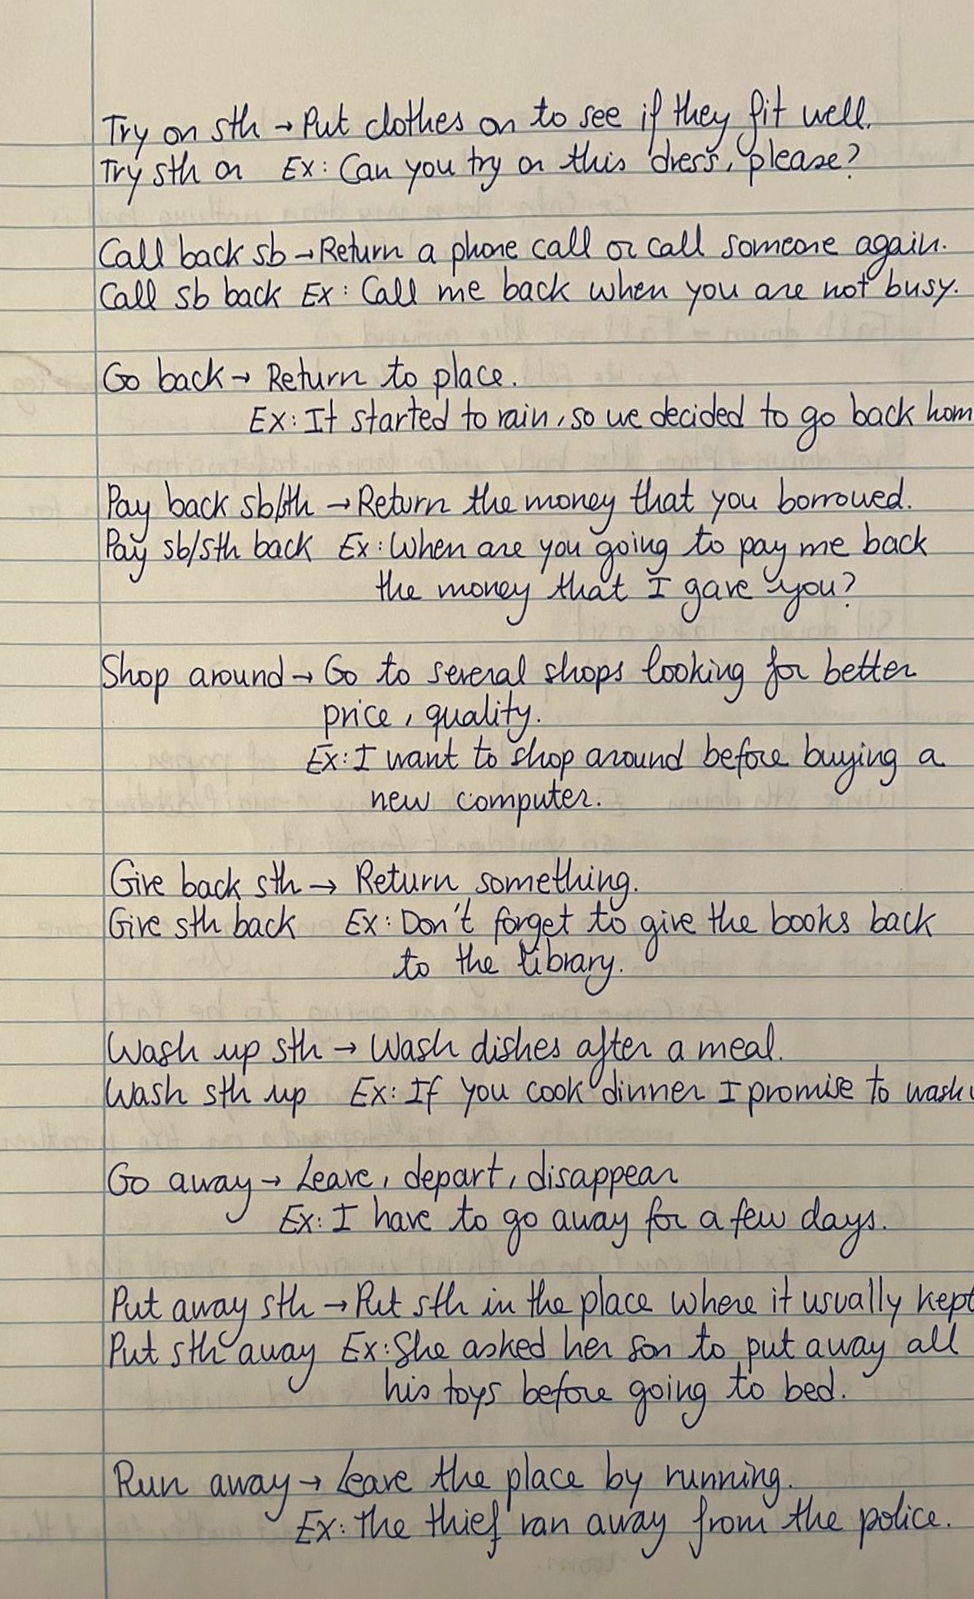 Try on sth → Put clothes on to see if they fit well.
Try sth on Ex: Can you try on this dress, please?
Call back sb → Return a phone call or call someone again.
Call sb back Ex: Call me back when you are not busy.
Go back → Return to place.
Ex: It started to rain, so we decided to go back hom
Pay back sb/sth → Return the money that you borrowed.
Pay sb/sth back Ex: When are you going to pay me back
the money that I gave you?
Shop around → Go to several shops looking for better
price, quality.
Ex: I want to shop around before buying a
new computer.
Give back sth → Return something.
Give sth back Ex: Don't forget to give the books back
to the library.
Wash up sth → Wash dishes after a meal.
Wash sth up Ex: If you cook dinner I promise to wash
Go away → Leave, depart, disappear
Ex: I have to go away for a few days.
Put away sth → Put sth in the place where it usually kept
Put sth away Ex: She asked her son to put away all
his toys before going to bed.
Run away → Leave the place by running.
Ex: The thief ran away from the police.